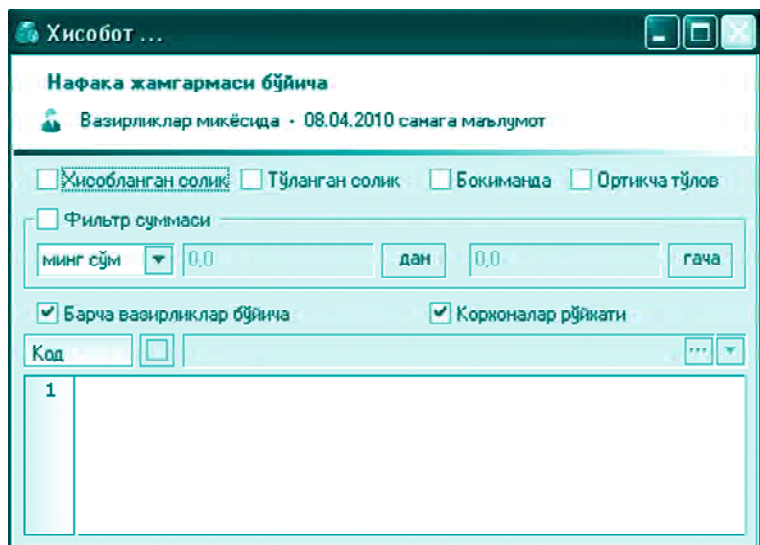 Хисобот ...
Нафака жамгармаси бўйича
Вазирликлар микёсида - 08.04.2010 санага маълумот
Хисобланган солик Тўланган солик Бокиманда Ортикча тўлов
Фильтр суммаси
минг сўм 0,0 дан 0,0 гача
Барча вазирликлар бўйича Корхоналар рўйхати
Код ...
1